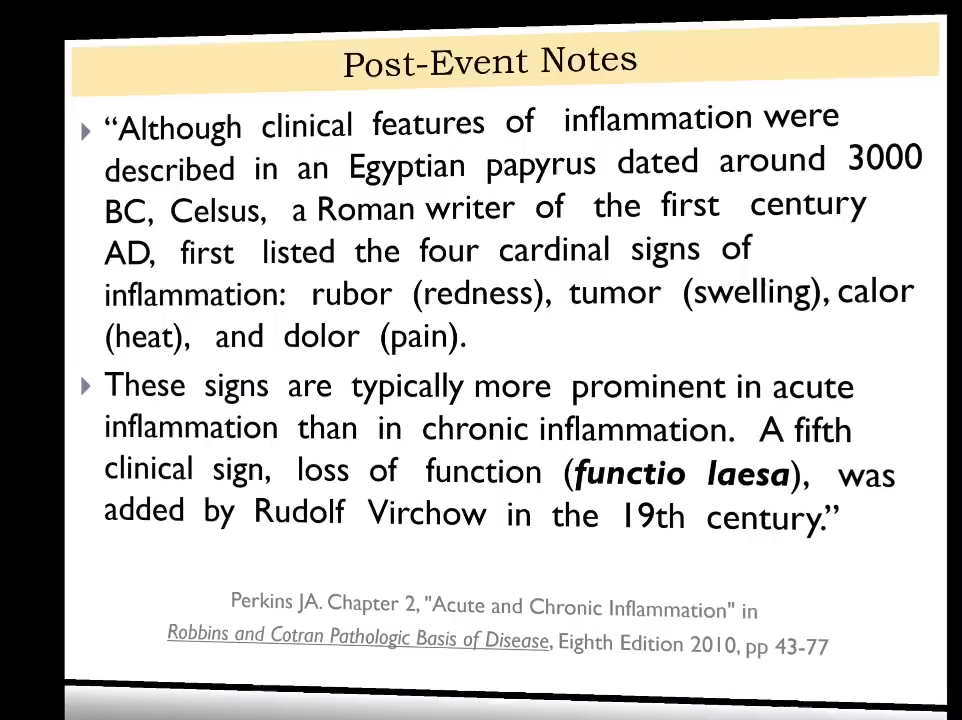 Post-Event Notes
“Although clinical features of inflammation were
described in an Egyptian papyrus dated around 3000
BC, Celsus, a Roman writer of the first century
AD, first listed the four cardinal signs of
inflammation: rubor (redness), tumor (swelling), calor
(heat), and dolor (pain).
These signs are typically more prominent in acute
inflammation than in chronic inflammation. A fifth
clinical sign, loss of function (functio laesa), was
added by Rudolf Virchow in the 19th century.”
Perkins JA. Chapter 2, "Acute and Chronic Inflammation" in
Robbins and Cotran Pathologic Basis of Disease, Eighth Edition 2010, pp 43-77